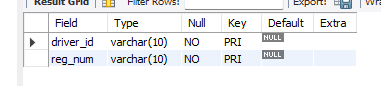 Result Grid Filter Rows: Export: Wra
Field Type Null Key Default Extra
driver_id varchar(10) NO PRI NULL
reg_num varchar(10) NO PRI NULL